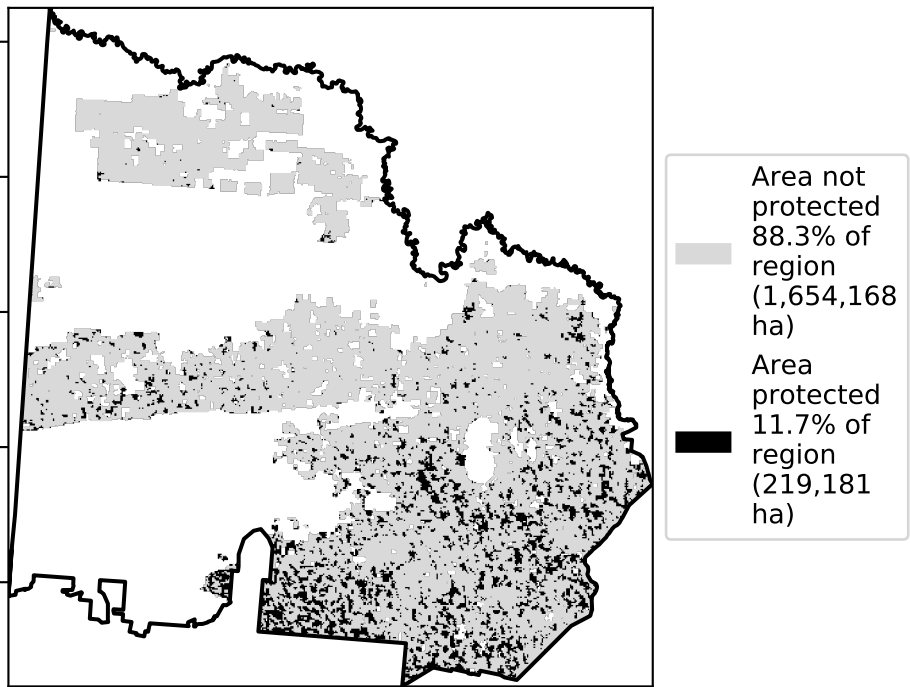 Area not
protected
88.3% of
region
(1,654,168
ha)
Area
protected
11.7% of
region
(219,181
ha)